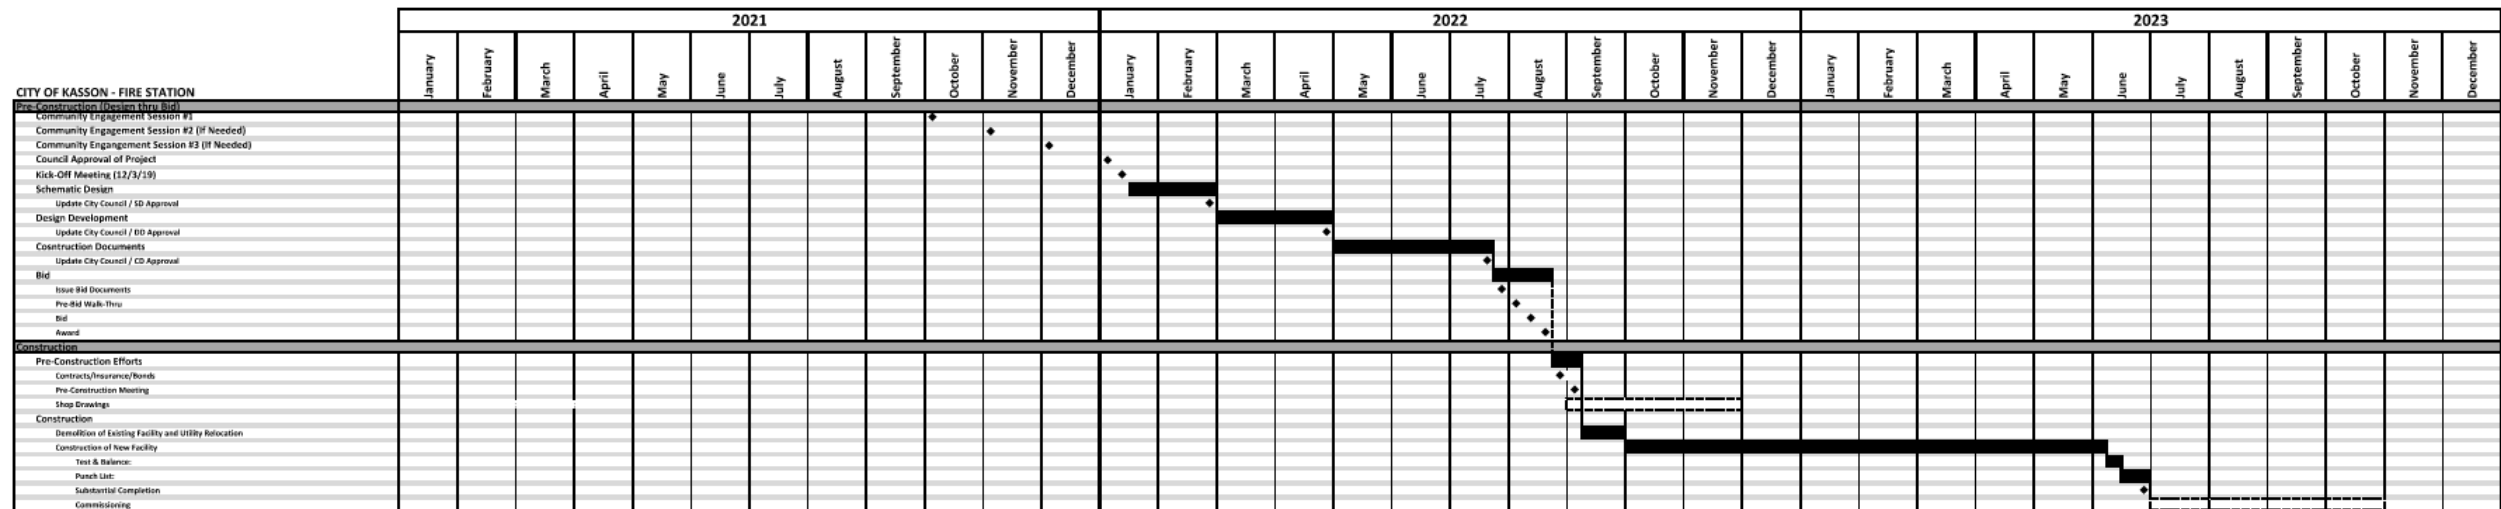 2021 2022 2023
January February March April May June July August September October November December January February March April May June July August September October November December January February March April May June July August September October November December
CITY OF KASSON - FIRE STATION
Pre-Construction (Design thru Bid)
Community Engagement Session #1
Community Engagement Session #2 (If Needed)
Community Engangement Session #3 (If Needed)
Council Approval of Project
Kick-Off Meeting (12/3/19)
Schematic Design
Update City Council / SD Approval
Design Development
Update City Council / DD Approval
Cosntruction Documents
Update City Council / CD Approval
Bid
Issue Bid Documents
Pre-Bid Walk-Thru
Bid
Award
Construction
Pre-Construction Efforts
Contracts/Insurance/Bonds
Pre-Construction Meeting
Shop Drawings
Construction
Demolition of Existing Facility and Utility Relocation
Construction of New Facility
Test & Balance:
Punch List:
Substantial Completion
Commissioning